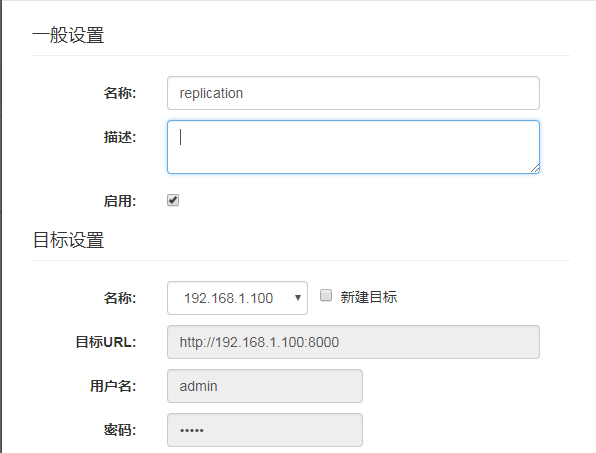 一般设置
名称: replication
描述:
启用:
目标设置
名称: 192.168.1.100 新建目标
目标URL: http://192.168.1.100:8000
用户名: admin
密码: •••••